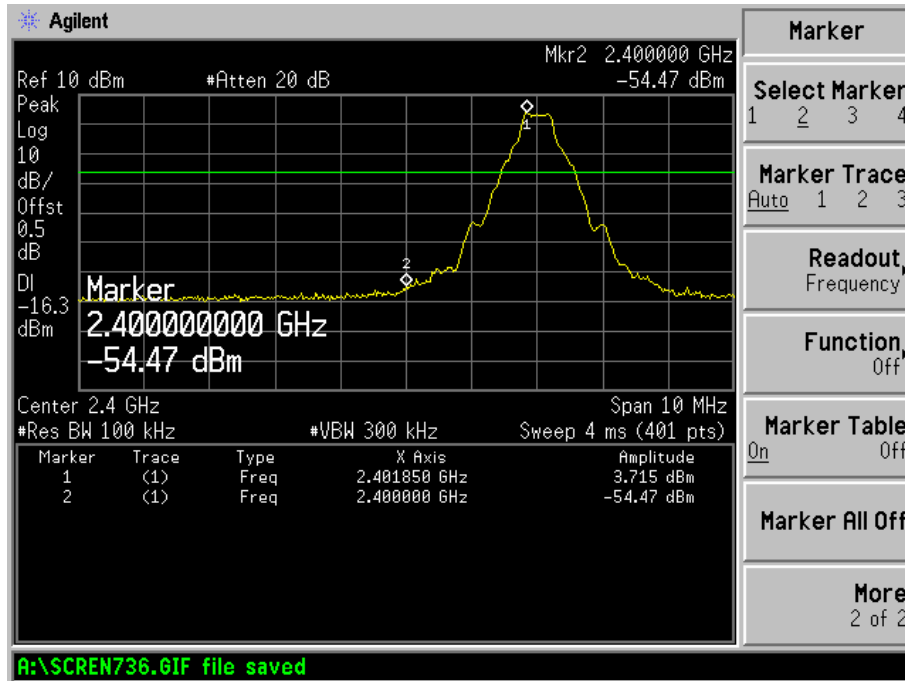 Agilent
Mkr2 2.400000 GHz
Ref 10 dBm #Atten 20 dB -54.47 dBm
Peak
Log
10
dB/
Offst
0.5
dB
DI
-16.3
dBm
1
2
Marker
2.400000000 GHz
-54.47 dBm
Center 2.4 GHz Span 10 MHz
#Res BW 100 kHz #VBW 300 kHz Sweep 4 ms (401 pts)
Marker Trace Type X Axis Amplitude
1 (1) Freq 2.401850 GHz 3.715 dBm
2 (1) Freq 2.400000 GHz -54.47 dBm
A:\SCREN736.GIF file saved
Marker
Select Marker
1 2 3 4
Marker Trace
Auto 1 2 3
Readout
Frequency
Function
Off
Marker Table
On Off
Marker All Off
More
2 of 2